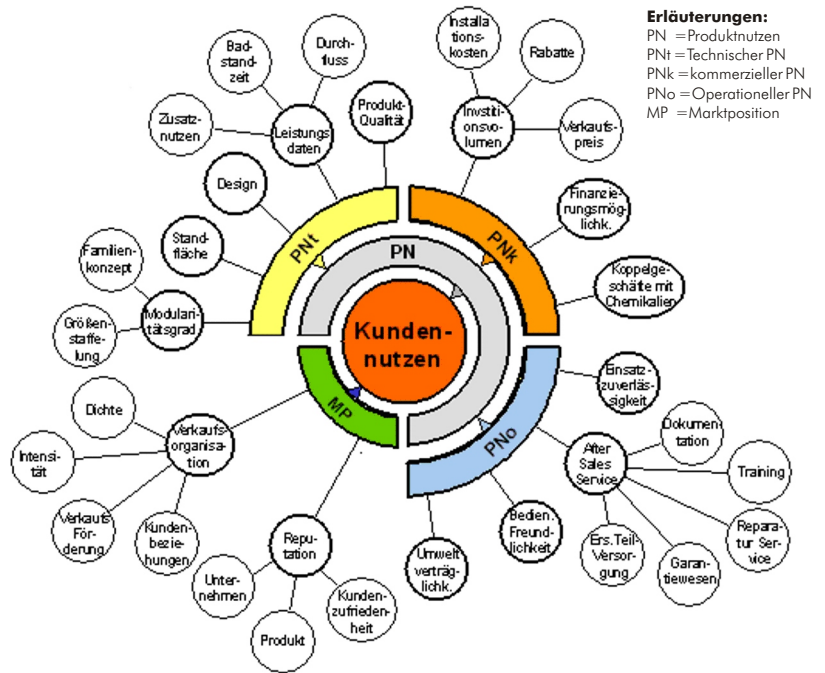 Erläuterungen:
PN =Produktnutzen
PNt=Technischer PN
PNk=kommerzieller PN
PNo=Operationeller PN
MP =Marktposition
Install
ationskosten
Rabatte
Verkaufs-
preis
Invstiti
onsvo-
lumen
Durch-
fluss
Bad-
stand-
zeit
Zusatz-
nutzen
Leistungs
daten
Produkt-
Qualität
Design
Stand-
fläche
Familien-
konzept
Größen-
staffe-
lung
Modulari-
tätsgrad
PNt
PN
PNk
Finanzie-
rungsmög-
lichk.
Koppelge-
schäfte mit
Chemikalien
Kunden-
nutzen
MP
PNo
Einsatz-
zuverläs-
sigkeit
Dichte
Intensi-
tät
Verkaufs
För-
derung
Kunden-
bezie-
hungen
Verkaufs-
organisa-
tion
Repu-
tation
Unter-
nehmen
Produkt
Kunden-
zufrieden-
heit
Umwelt
verträg-
lichk.
Bedien.
Freund-
lichkeit
After
Sales
Service
Dokumen-
tation
Training
Repara-
tur Ser-
vice
Garan-
tiewesen
Ers.Teil-
Versor-
gung